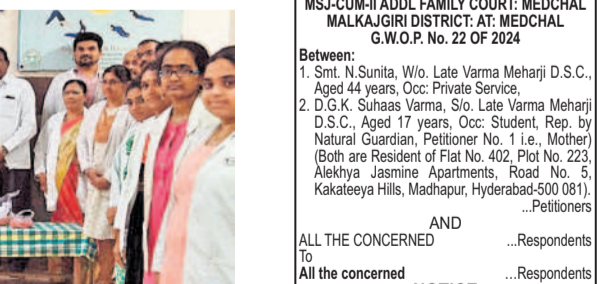 MSJ-CUM-II ADDL FAMILY COURT: MEDCHAL
MALKAJGIRI DISTRICT: AT: MEDCHAL
G.W.O.P. No. 22 OF 2024
Between:
1. Smt. N.Sunita, W/o. Late Varma Meharji D.S.C.,
Aged 44 years, Occ: Private Service,
2. D.G.K. Suhaas Varma, S/o. Late Varma Meharji
D.S.C., Aged 17 years, Occ: Student, Rep. by
Natural Guardian, Petitioner No. 1 i.e., Mother)
(Both are Resident of Flat No. 402, Plot No. 223,
Alekhya Jasmine Apartments, Road No. 5,
Kakateeya Hills, Madhapur, Hyderabad-500 081).
...Petitioners
AND
ALL THE CONCERNED ...Respondents
To
All the concerned ...Respondents